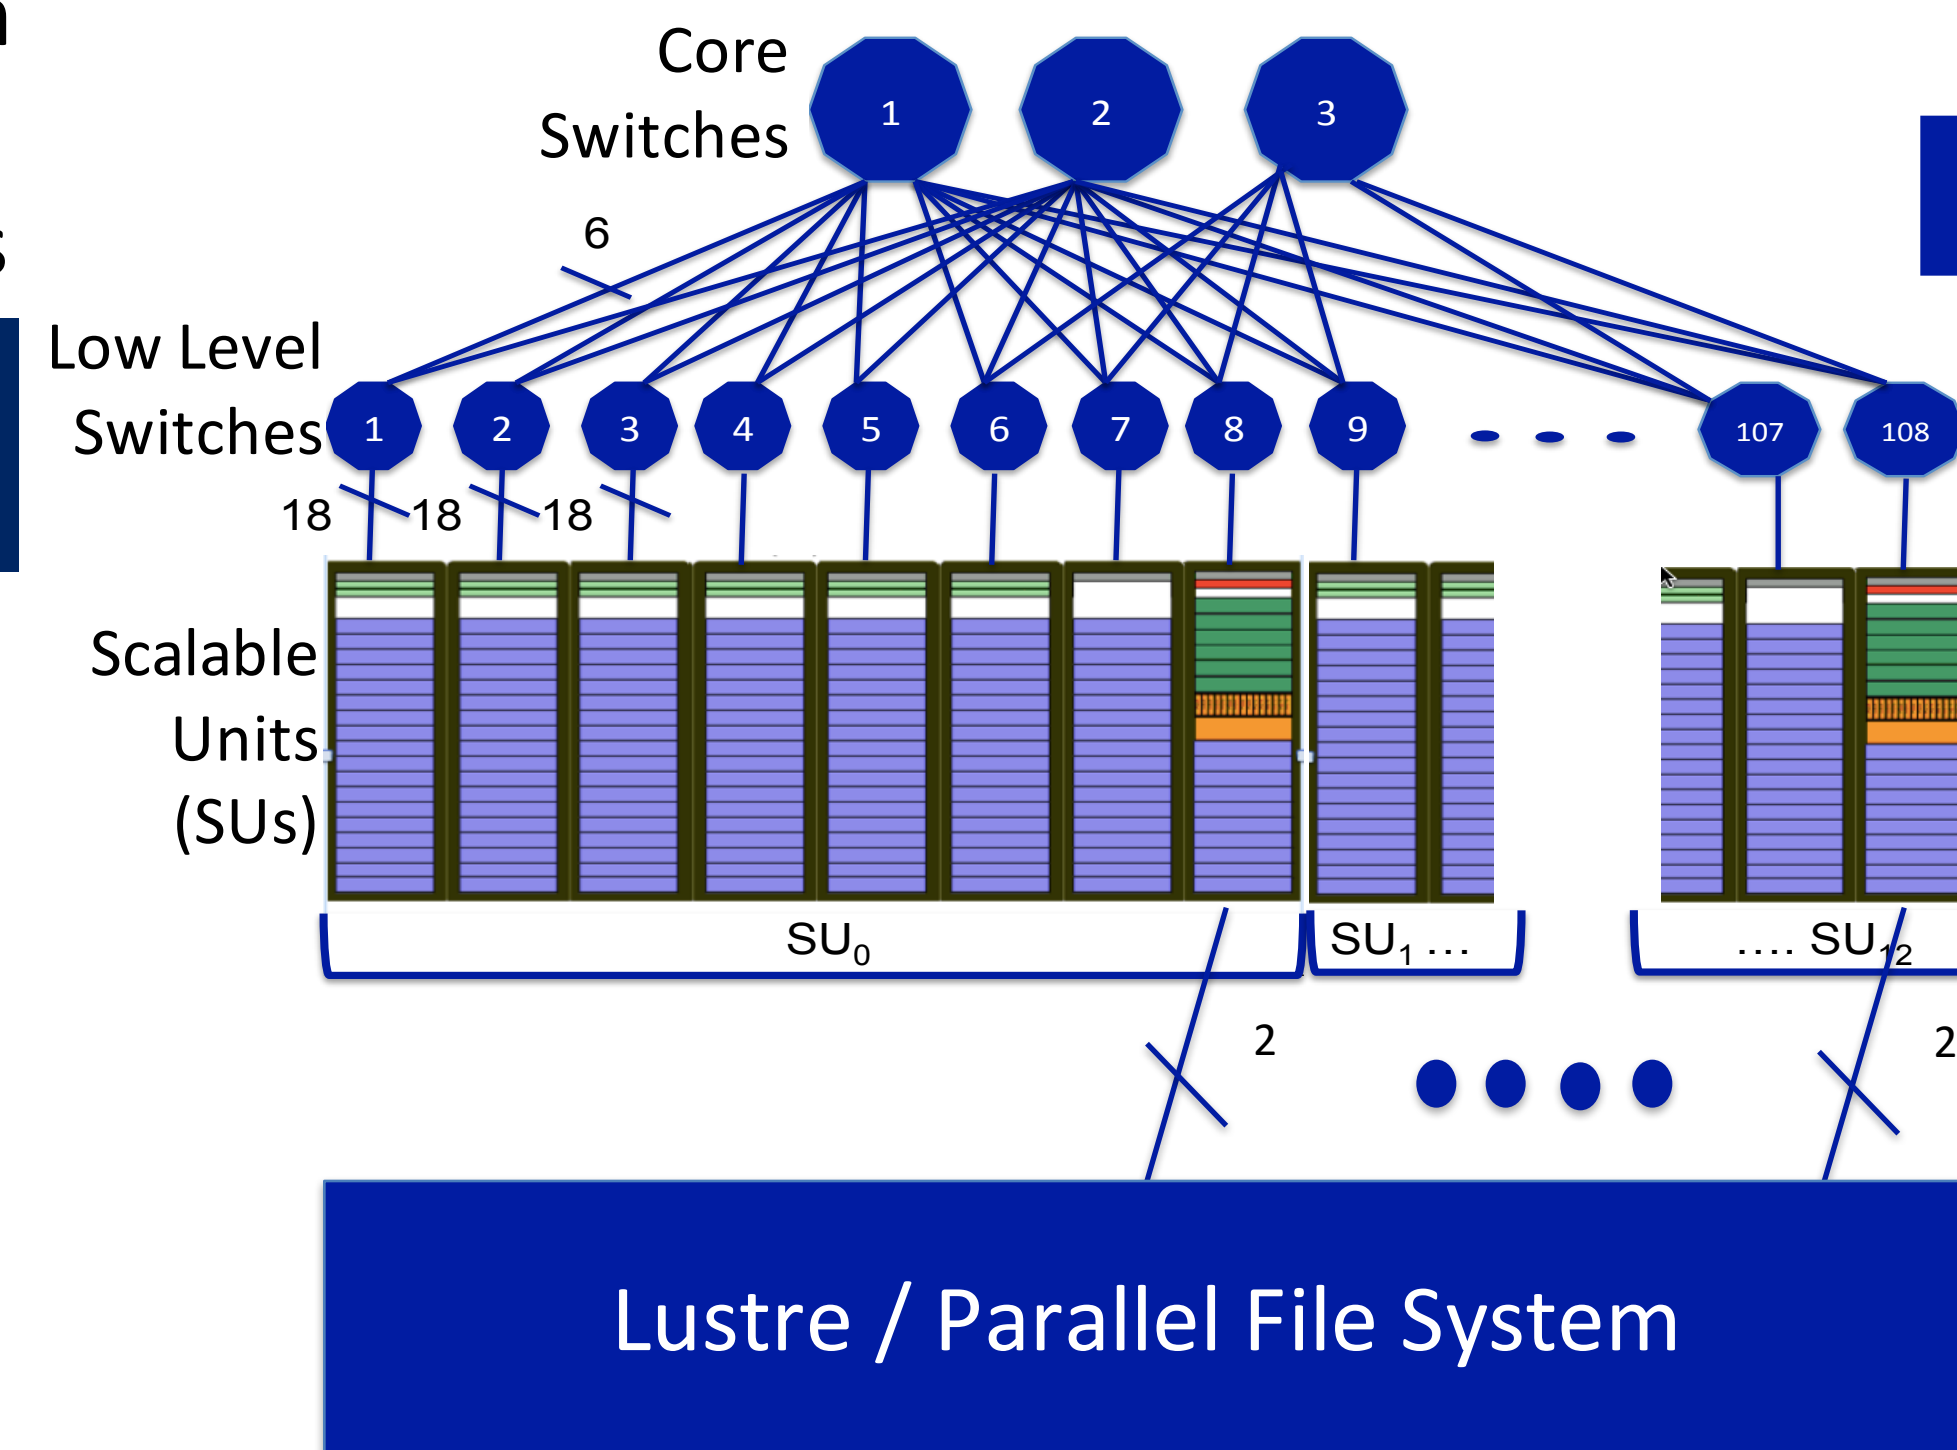 Core
Switches
1 2 3
6
Low Level
Switches
1 2 3 4 5 6 7 8 9 107 108
18 18 18
Scalable
Units
(SUs)
SU₀ SU₁ ... .... SU₁₂
2 2
Lustre / Parallel File System